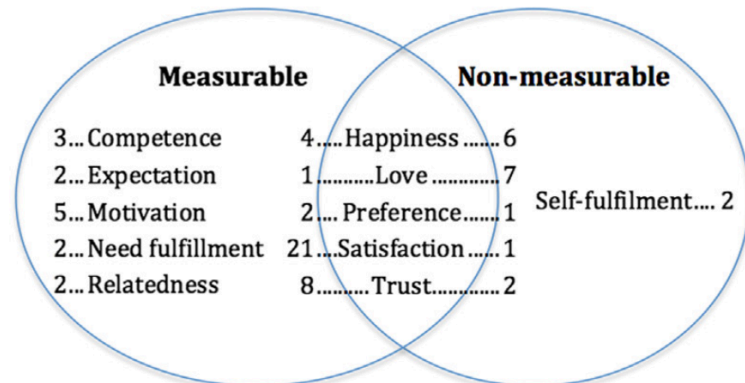 Measurable Non-measurable
3... Competence 4.....Happiness.......6
2... Expectation 1...........Love............7
5... Motivation 2.... Preference......1
Self-fulfilment.... 2
2... Need fulfillment 21....Satisfaction......1
2... Relatedness 8..........Trust............2